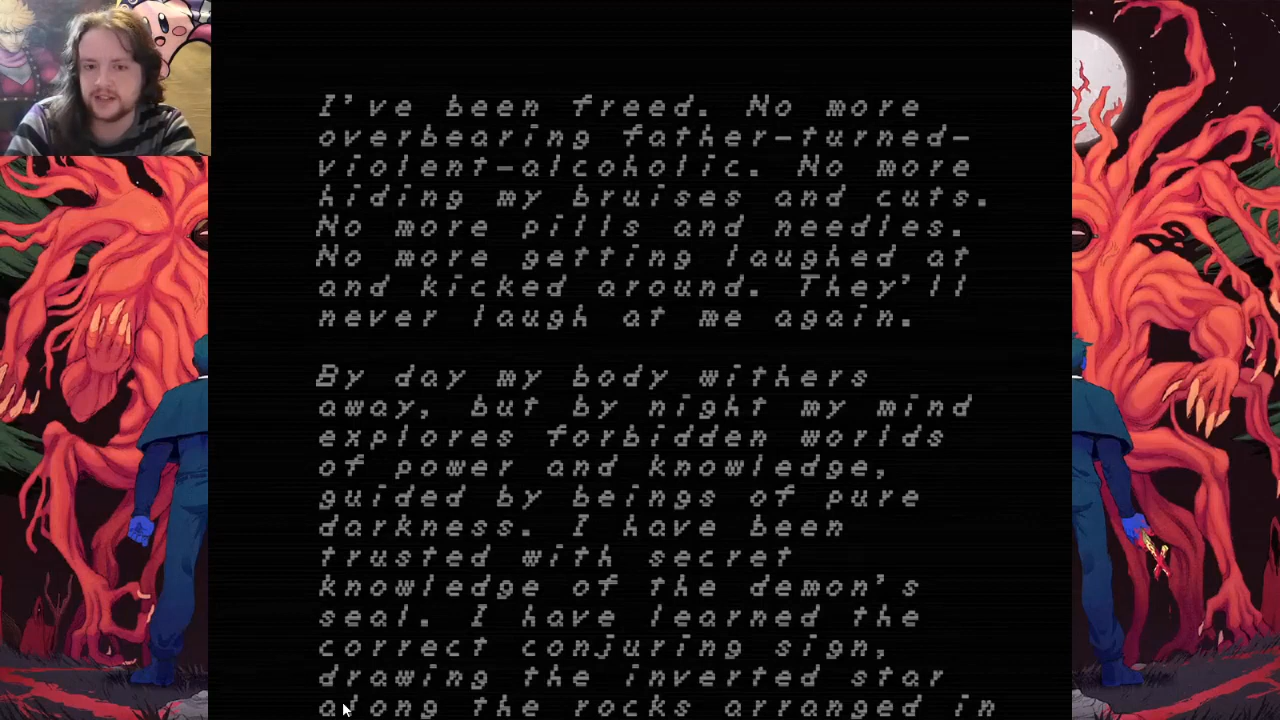 I've been freed. No more
overbearing father-turned-
violent-alcoholic. No more
hiding my bruises and cuts.
No more pills and needles.
No more getting laughed at
and kicked around. They'll
never laugh at me again.
By day my body withers
away, but by night my mind
explores forbidden worlds
of power and knowledge,
guided by beings of pure
darkness. I have been
trusted with secret
knowledge of the demon's
seal. I have learned the
correct conjuring sign,
drawing the inverted star
along the rocks arranged in